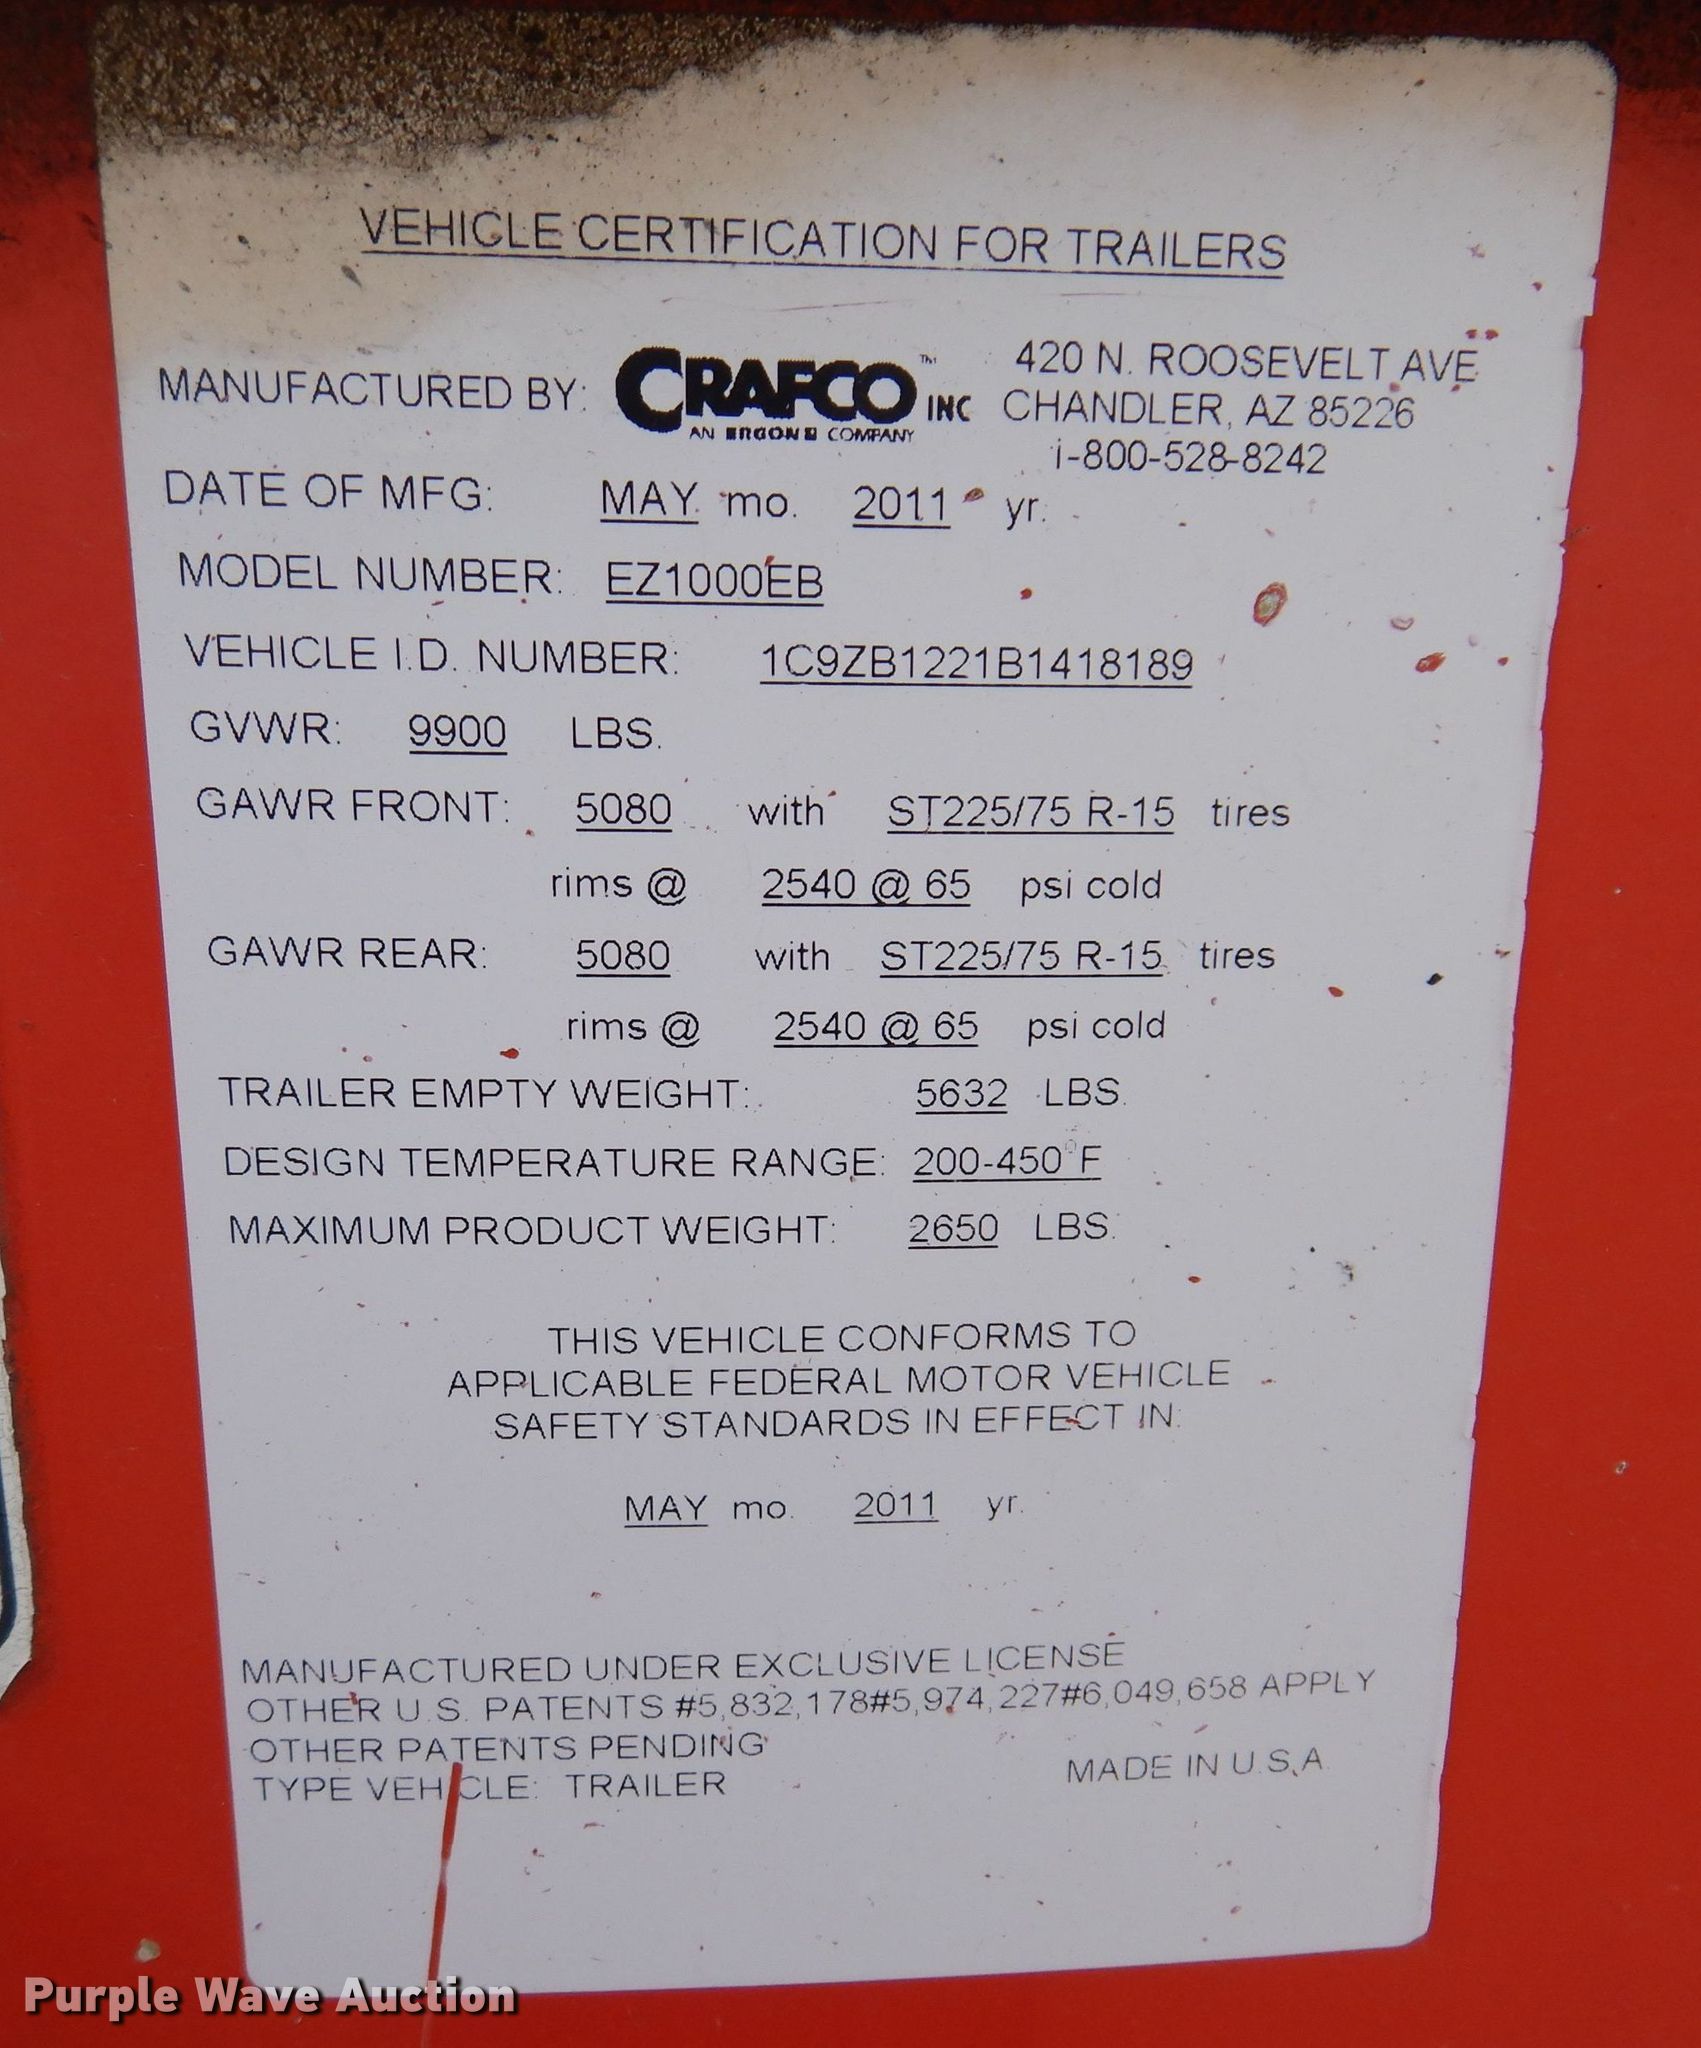 VEHICLE CERTIFICATION FOR TRAILERS
MANUFACTURED BY: CRAFCO™ INC
AN ERGON COMPANY
420 N. ROOSEVELT AVE
CHANDLER, AZ 85226
1-800-528-8242
DATE OF MFG: MAY mo. 2011 yr.
MODEL NUMBER: EZ1000EB
VEHICLE I.D. NUMBER: 1C9ZB1221B1418189
GVWR: 9900 LBS.
GAWR FRONT: 5080 with ST225/75 R-15 tires
rims @ 2540 @ 65 psi cold
GAWR REAR: 5080 with ST225/75 R-15 tires
rims @ 2540 @ 65 psi cold
TRAILER EMPTY WEIGHT: 5632 LBS.
DESIGN TEMPERATURE RANGE: 200-450°F
MAXIMUM PRODUCT WEIGHT: 2650 LBS.
THIS VEHICLE CONFORMS TO
APPLICABLE FEDERAL MOTOR VEHICLE
SAFETY STANDARDS IN EFFECT IN:
MAY mo. 2011 yr.
MANUFACTURED UNDER EXCLUSIVE LICENSE
OTHER U.S. PATENTS #5,832,178#5,974,227#6,049,658 APPLY
OTHER PATENTS PENDING
TYPE VEHICLE: TRAILER
MADE IN U.S.A.
Purple Wave Auction